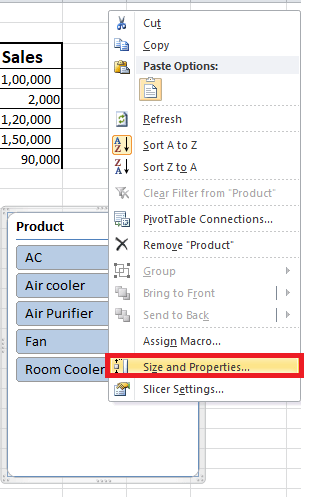 Sales
1,00,000
2,000
1,20,000
1,50,000
90,000
Product
AC
Air cooler
Air Purifier
Fan
Room Cooler
Cut
Copy
Paste Options:
Refresh
Sort A to Z
Sort Z to A
Clear Filter from "Product"
PivotTable Connections...
Remove "Product"
Group
Bring to Front
Send to Back
Assign Macro...
Size and Properties...
Slicer Settings...